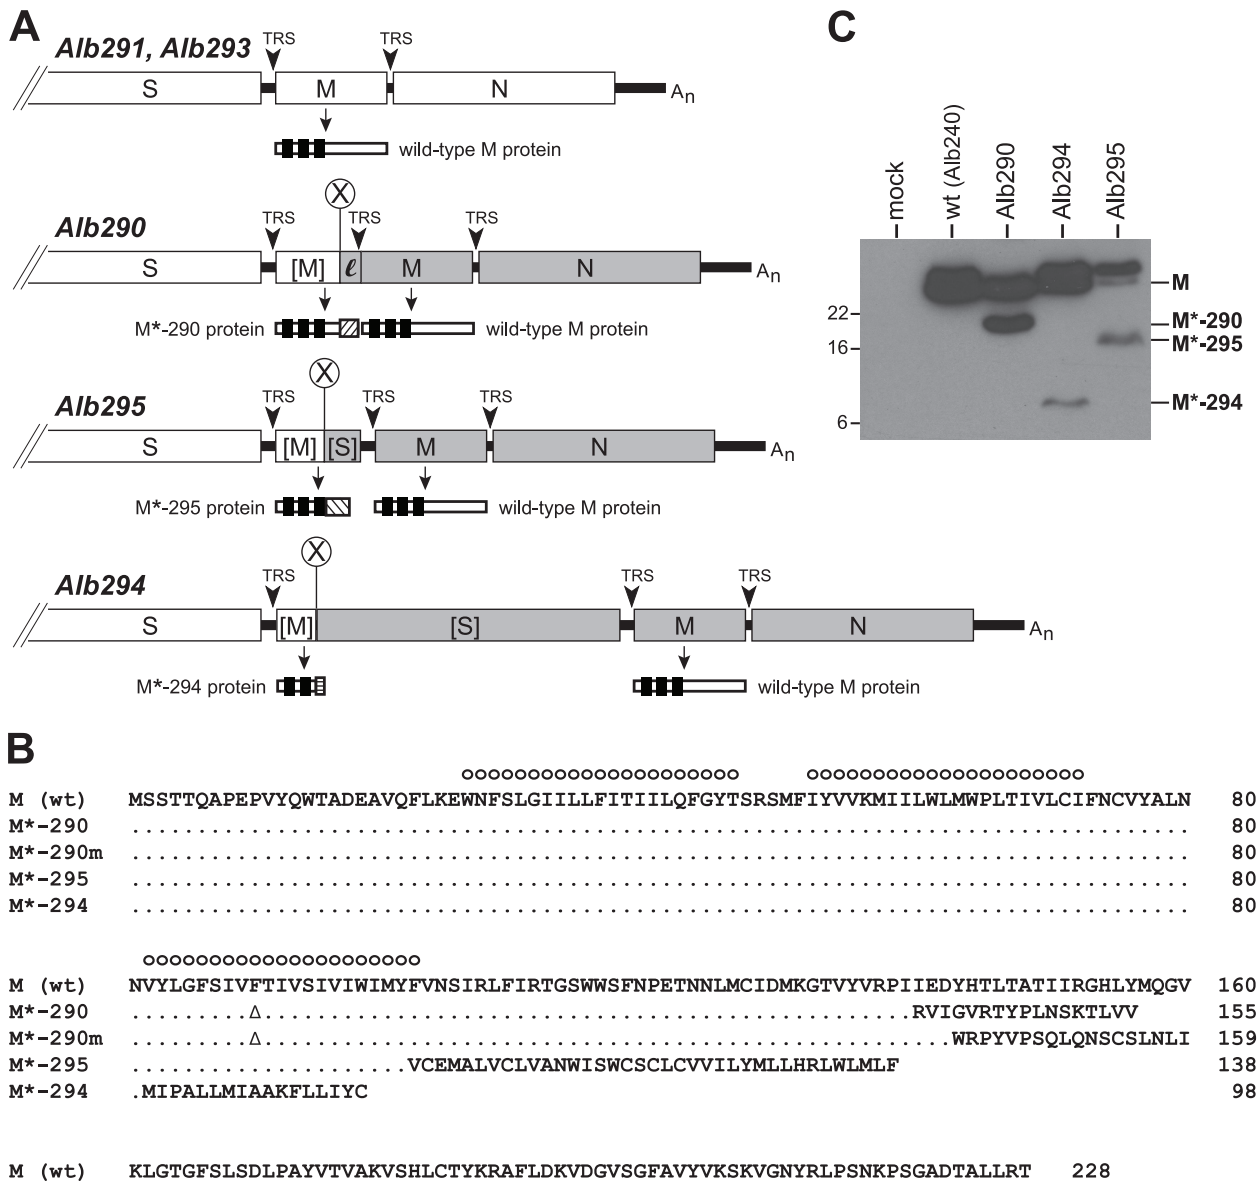 A
C
Alb291, Alb293
TRS
TRS
S
M
N
An
wild-type M protein
X
Alb290
TRS
TRS
TRS
S
[M]
ℓ
M
N
An
M*-290 protein
wild-type M protein
X
Alb295
TRS
TRS
TRS
S
[M]
[S]
M
N
An
M*-295 protein
wild-type M protein
X
Alb294
TRS
TRS
TRS
S
[M]
[S]
M
N
An
M*-294 protein
wild-type M protein
mock
wt (Alb240)
Alb290
Alb294
Alb295
22
16
6
M
M*-290
M*-295
M*-294
B
ooooooooooooooooooooo ooooooooooooooooooooo
M (wt) MSSTTQAPEPVYQWTADEAVQFLKEWNFSLGIILLFITIILQFGYTSRSMFIYVVKMIILWLMWPLTIVLCIFNCVYALN 80
M*-290 ................................................................................ 80
M*-290m ................................................................................ 80
M*-295 ................................................................................ 80
M*-294 ................................................................................ 80
ooooooooooooooooooooo
M (wt) NVYLGFSIVFTIVSIVIWIMYFVNSIRLFIRTGSWWSFNPETNNLMCIDMKGTVYVRPIIEDYHTLTATIIRGHLYMQGV 160
M*-290 .........Δ.................................................RVIGVRTYPLNSKTLVV 155
M*-290m .........Δ....................................................WRPYVPSQLQNSCSLNLI 159
M*-295 .....................VCEMALVCLVANWISWCSCLCVVILYMLLHRLWLMLF 138
M*-294 .MIPALLMIAAKFLLIYC 98
M (wt) KLGTGFSLSDLPAYVTVAKVSHLCTYKRAFLDKVDGVSGFAVYVKSKVGNYRLPSNKPSGADTALLRT 228